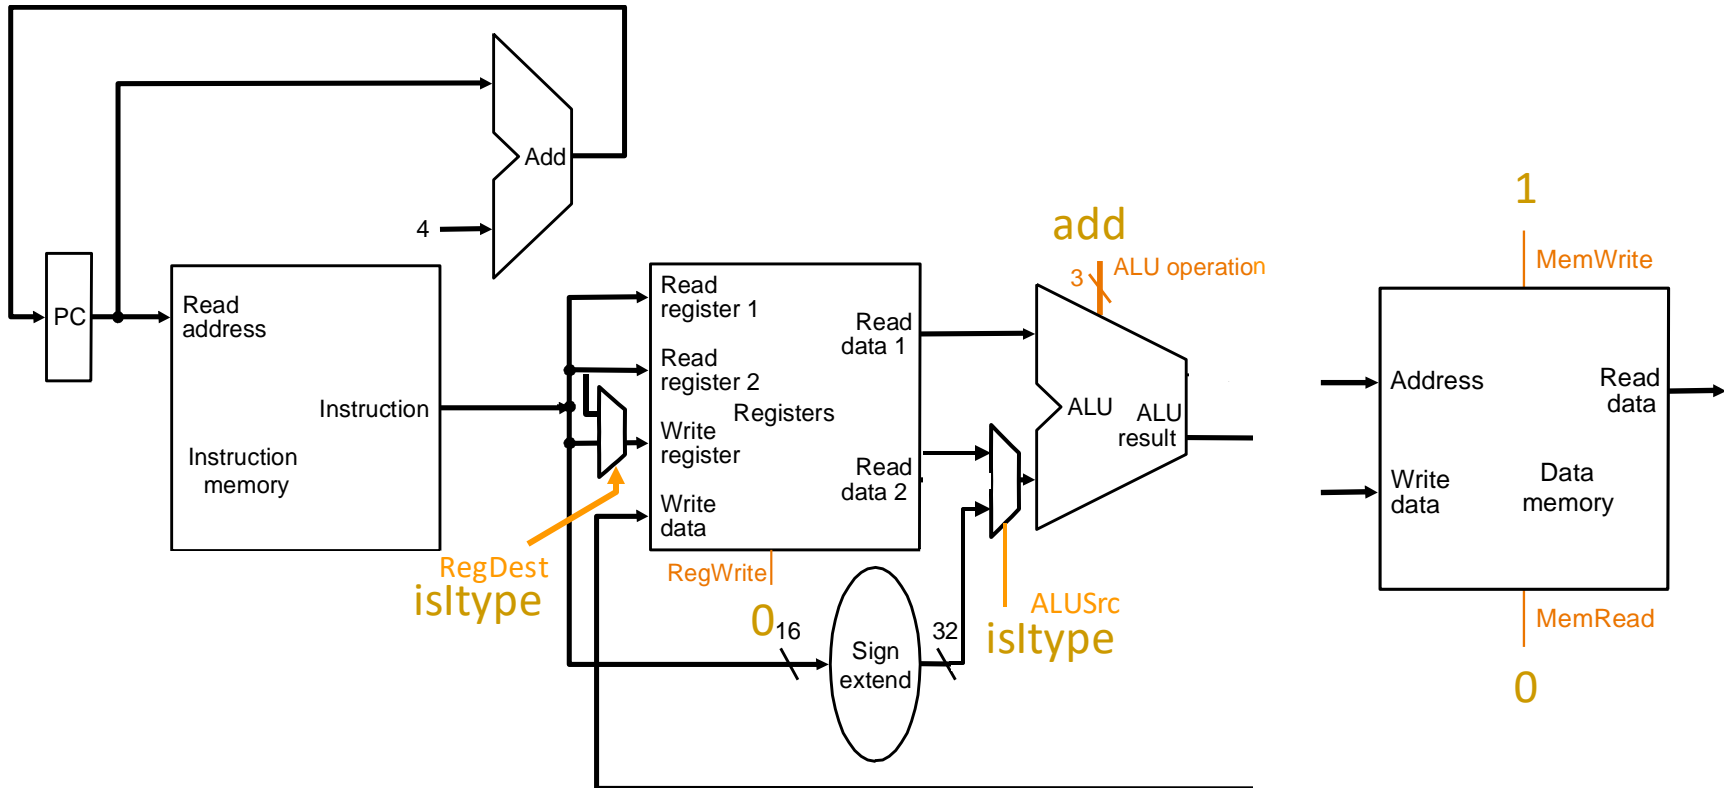 Add
4
1
add
MemWrite
ALU operation
3
PC
Read
address
Instruction
Instruction
memory
Read
register 1
Read
register 2
Registers
Write
register
Write
data
Read
data 1
Read
data 2
ALU
ALU
result
Address
Write
data
Read
data
Data
memory
RegDest
isItype
RegWrite
0
16
Sign
extend
32
ALUSrc
isItype
MemRead
0